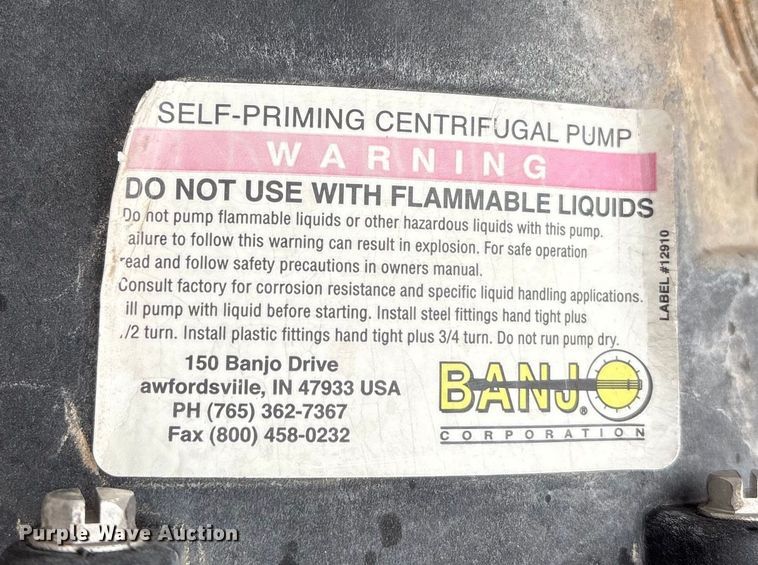 SELF-PRIMING CENTRIFUGAL PUMP
WARNING
DO NOT USE WITH FLAMMABLE LIQUIDS
Do not pump flammable liquids or other hazardous liquids with this pump.
ailure to follow this warning can result in explosion. For safe operation
ead and follow safety precautions in owners manual.
Consult factory for corrosion resistance and specific liquid handling applications.
ill pump with liquid before starting. Install steel fittings hand tight plus
1/2 turn. Install plastic fittings hand tight plus 3/4 turn. Do not run pump dry.
150 Banjo Drive
awfordsviile, IN 47933 USA
PH (765) 362-7367
Fax (800) 458-0232
BANJO®
CORPORATION
LABEL #12910
Purple Wave Auction